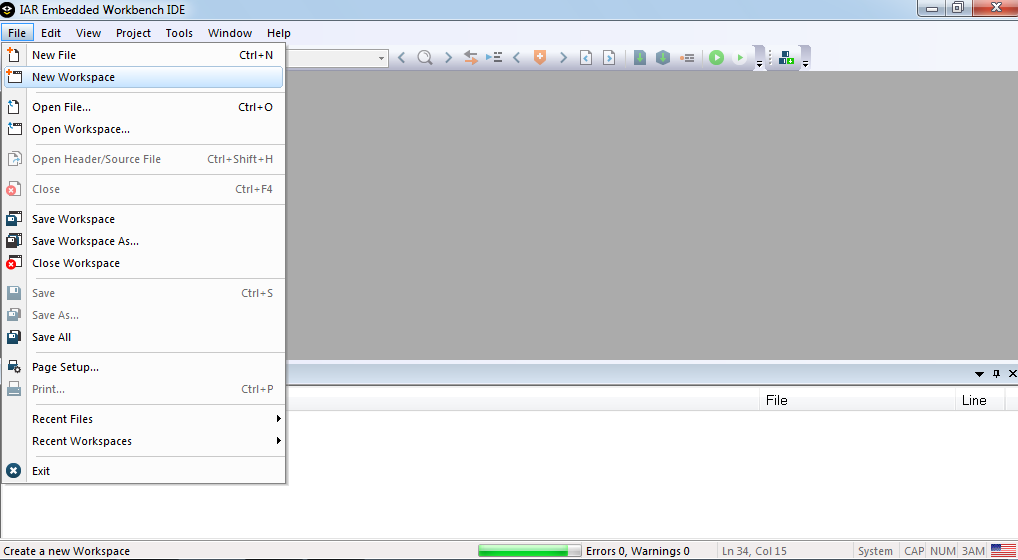 IAR Embedded Workbench IDE
File Edit View Project Tools Window Help
New File Ctrl+N
New Workspace
Open File... Ctrl+O
Open Workspace...
Open Header/Source File Ctrl+Shift+H
Close Ctrl+F4
Save Workspace
Save Workspace As...
Close Workspace
Save Ctrl+S
Save As...
Save All
Page Setup...
Print... Ctrl+P
File Line
Recent Files
Recent Workspaces
Exit
Create a new Workspace Errors 0, Warnings 0 Ln 34, Col 15 System CAP NUM